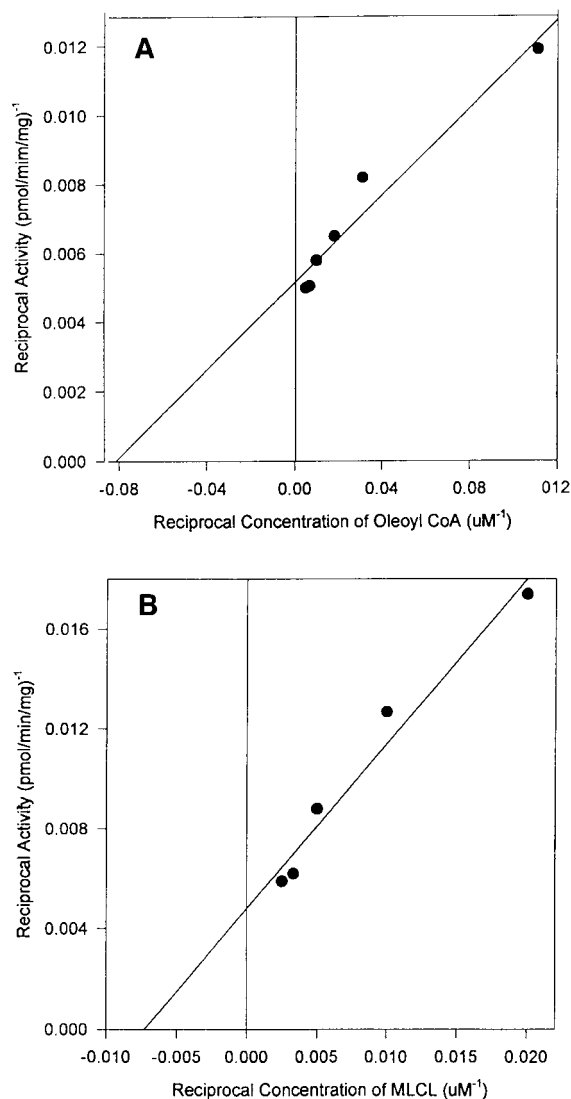 A
Reciprocal Activity (pmol/mim/mg)⁻¹
0.012
0.010
0.008
0.006
0.004
0.002
0.000
-0.08 -0.04 0.00 0.04 0.08 012
Reciprocal Concentration of Oleoyl CoA (uM⁻¹)
B
Reciprocal Activity (pmol/min/mg)⁻¹
0.016
0.012
0.008
0.004
0.000
-0.010 -0.005 0.000 0.005 0.010 0.015 0.020
Reciprocal Concentration of MLCL (uM⁻¹)